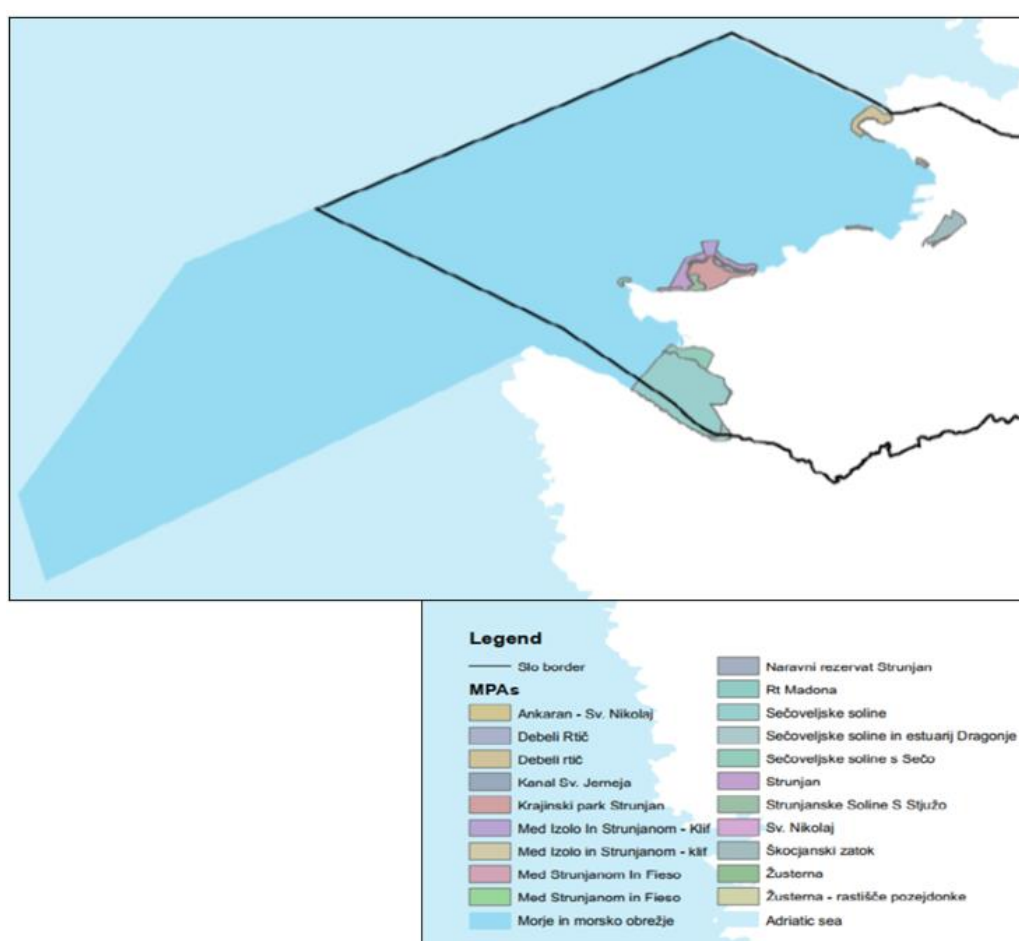 Legend
Slo border
MPAs
Ankaran - Sv. Nikolaj
Debeli Rtič
Debeli rtič
Kanal Sv. Jerneja
Krajinski park Strunjan
Med Izolo In Strunjanom - Klif
Med Izolo in Strunjanom - klif
Med Strunjanom In Fieso
Med Strunjanom in Fieso
Morje in morsko obrežje
Naravni rezervat Strunjan
Rt Madona
Sečoveljske soline
Sečoveljske soline in estuarij Dragonje
Sečoveljske soline s Sečo
Strunjan
Strunjanske Soline S Stjužo
Sv. Nikolaj
Škocjanski zatok
Žusterna
Žusterna - rastišče pozejdonke
Adriatic sea